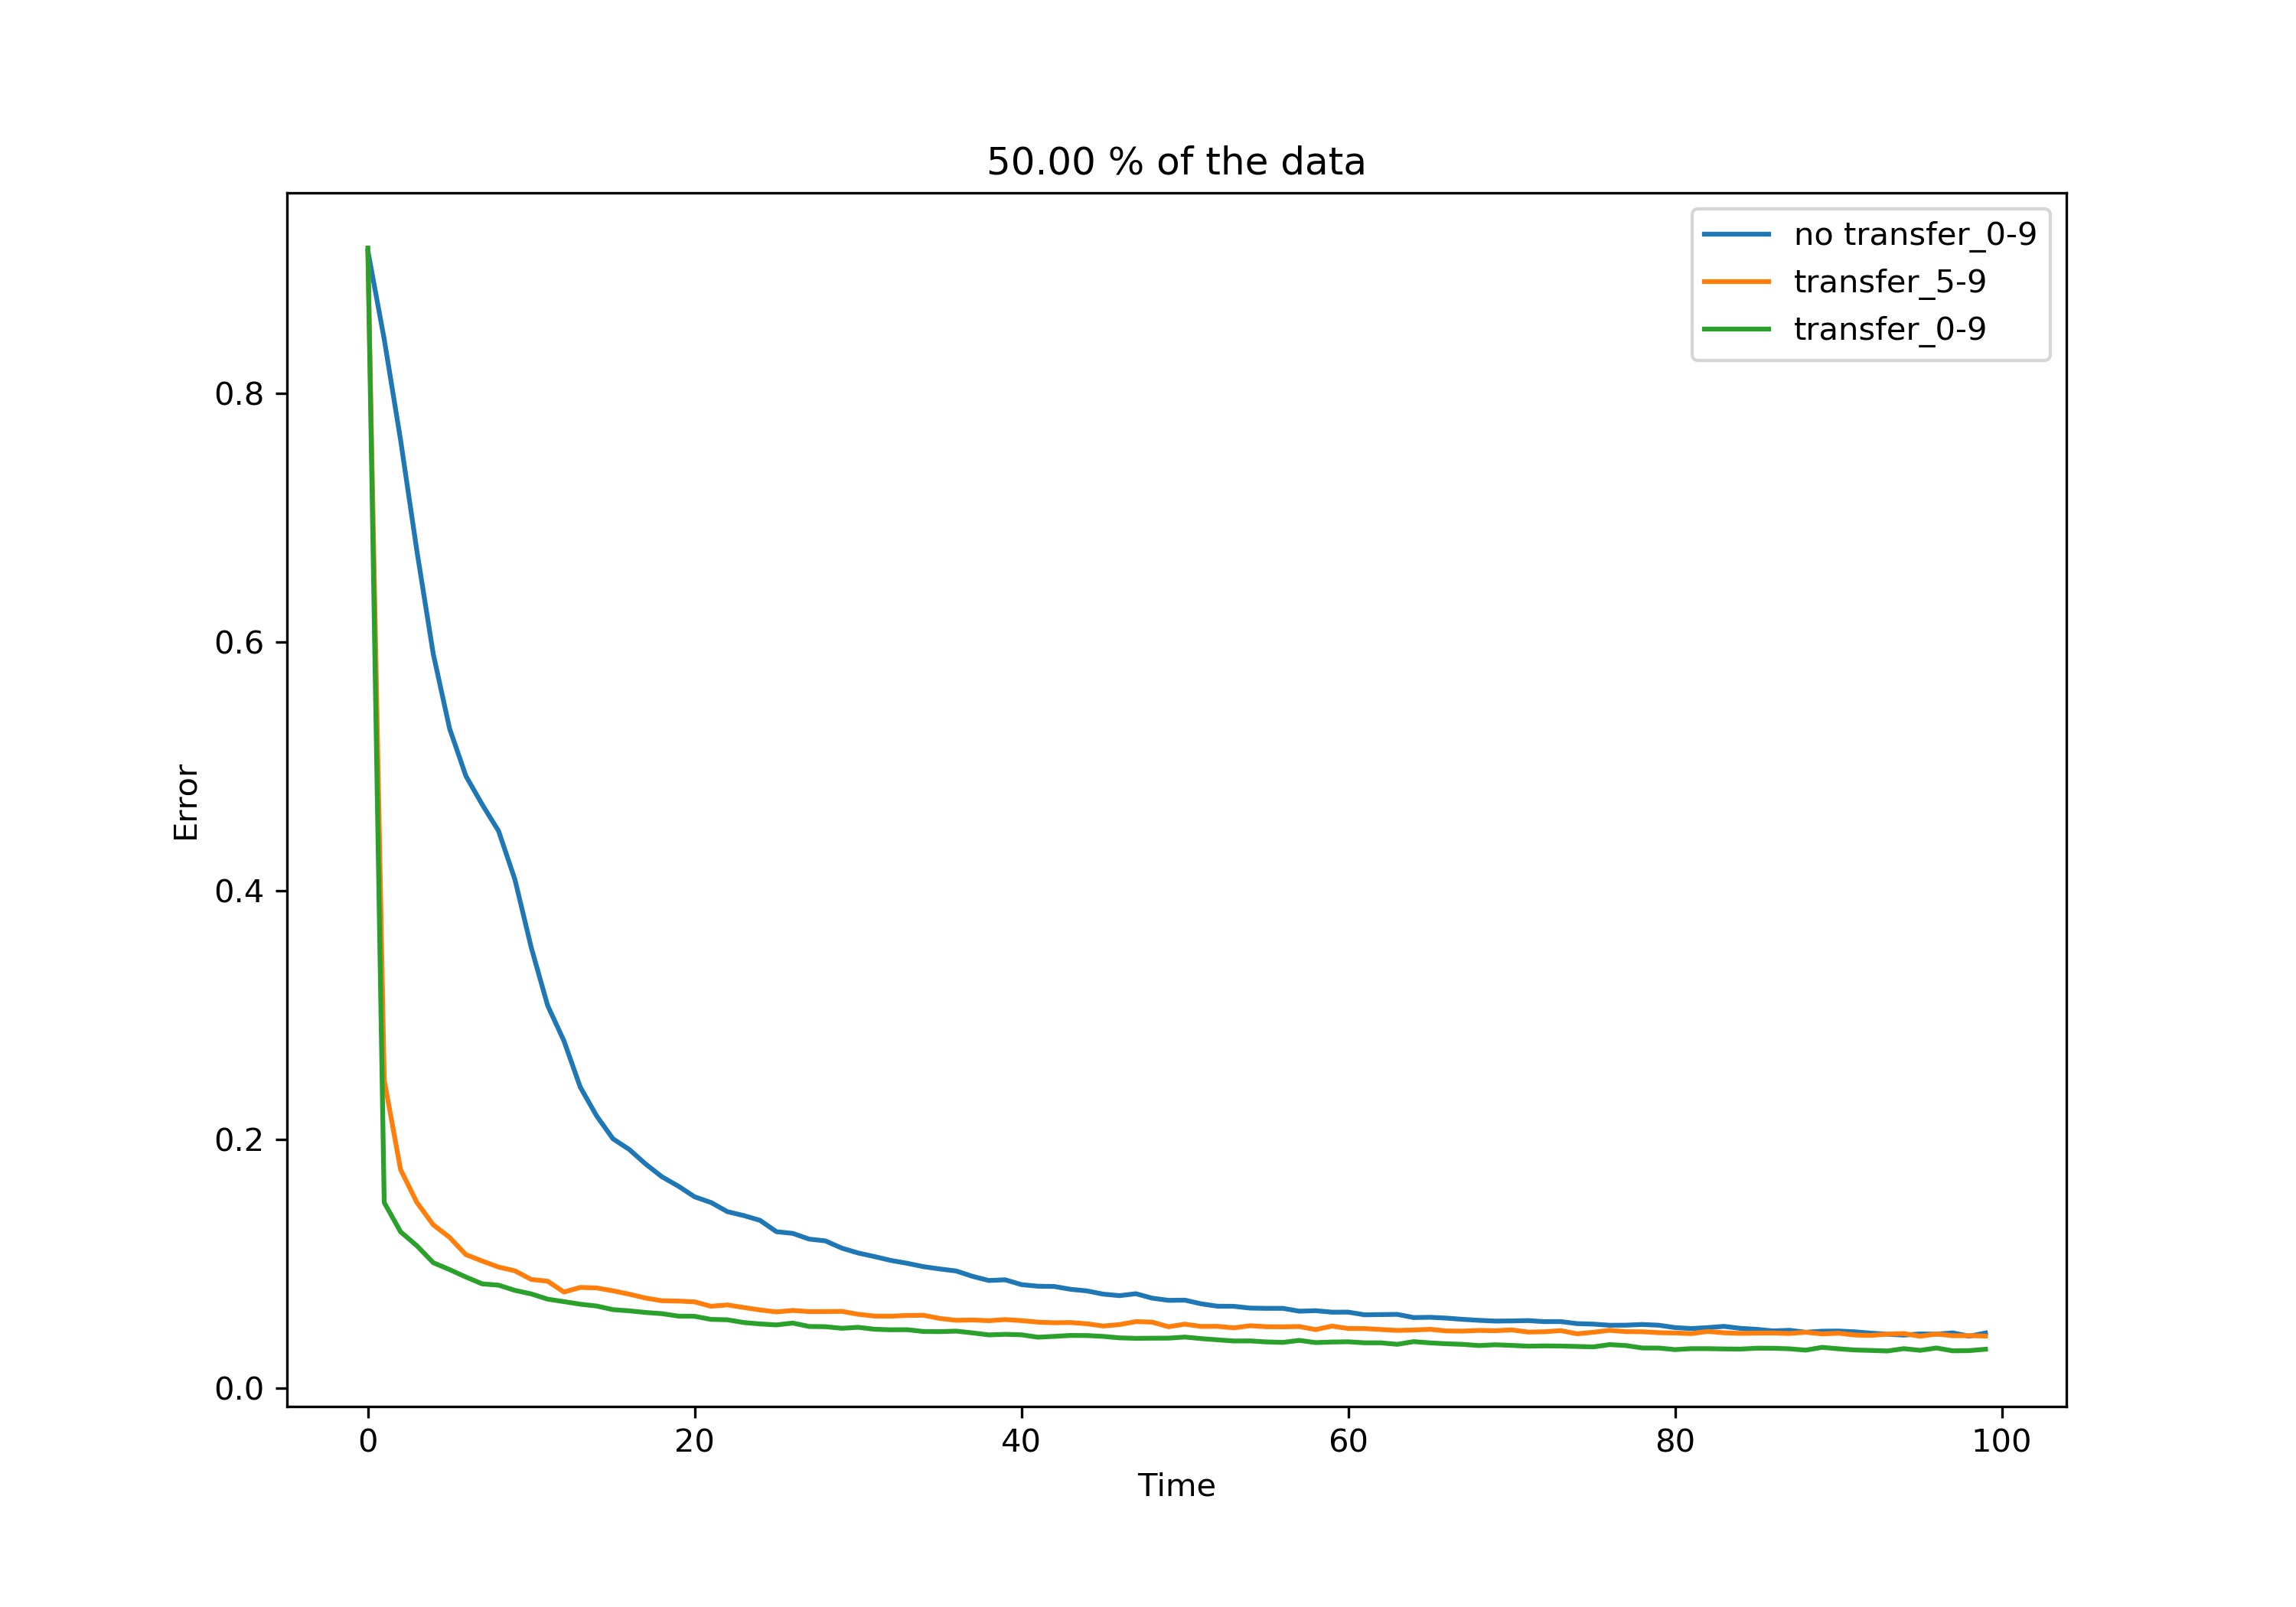 50.00 % of the data
no transfer_0-9
transfer_5-9
transfer_0-9
0.8
0.6
0.4
0.2
0.0
Error
0
20
40
60
80
100
Time